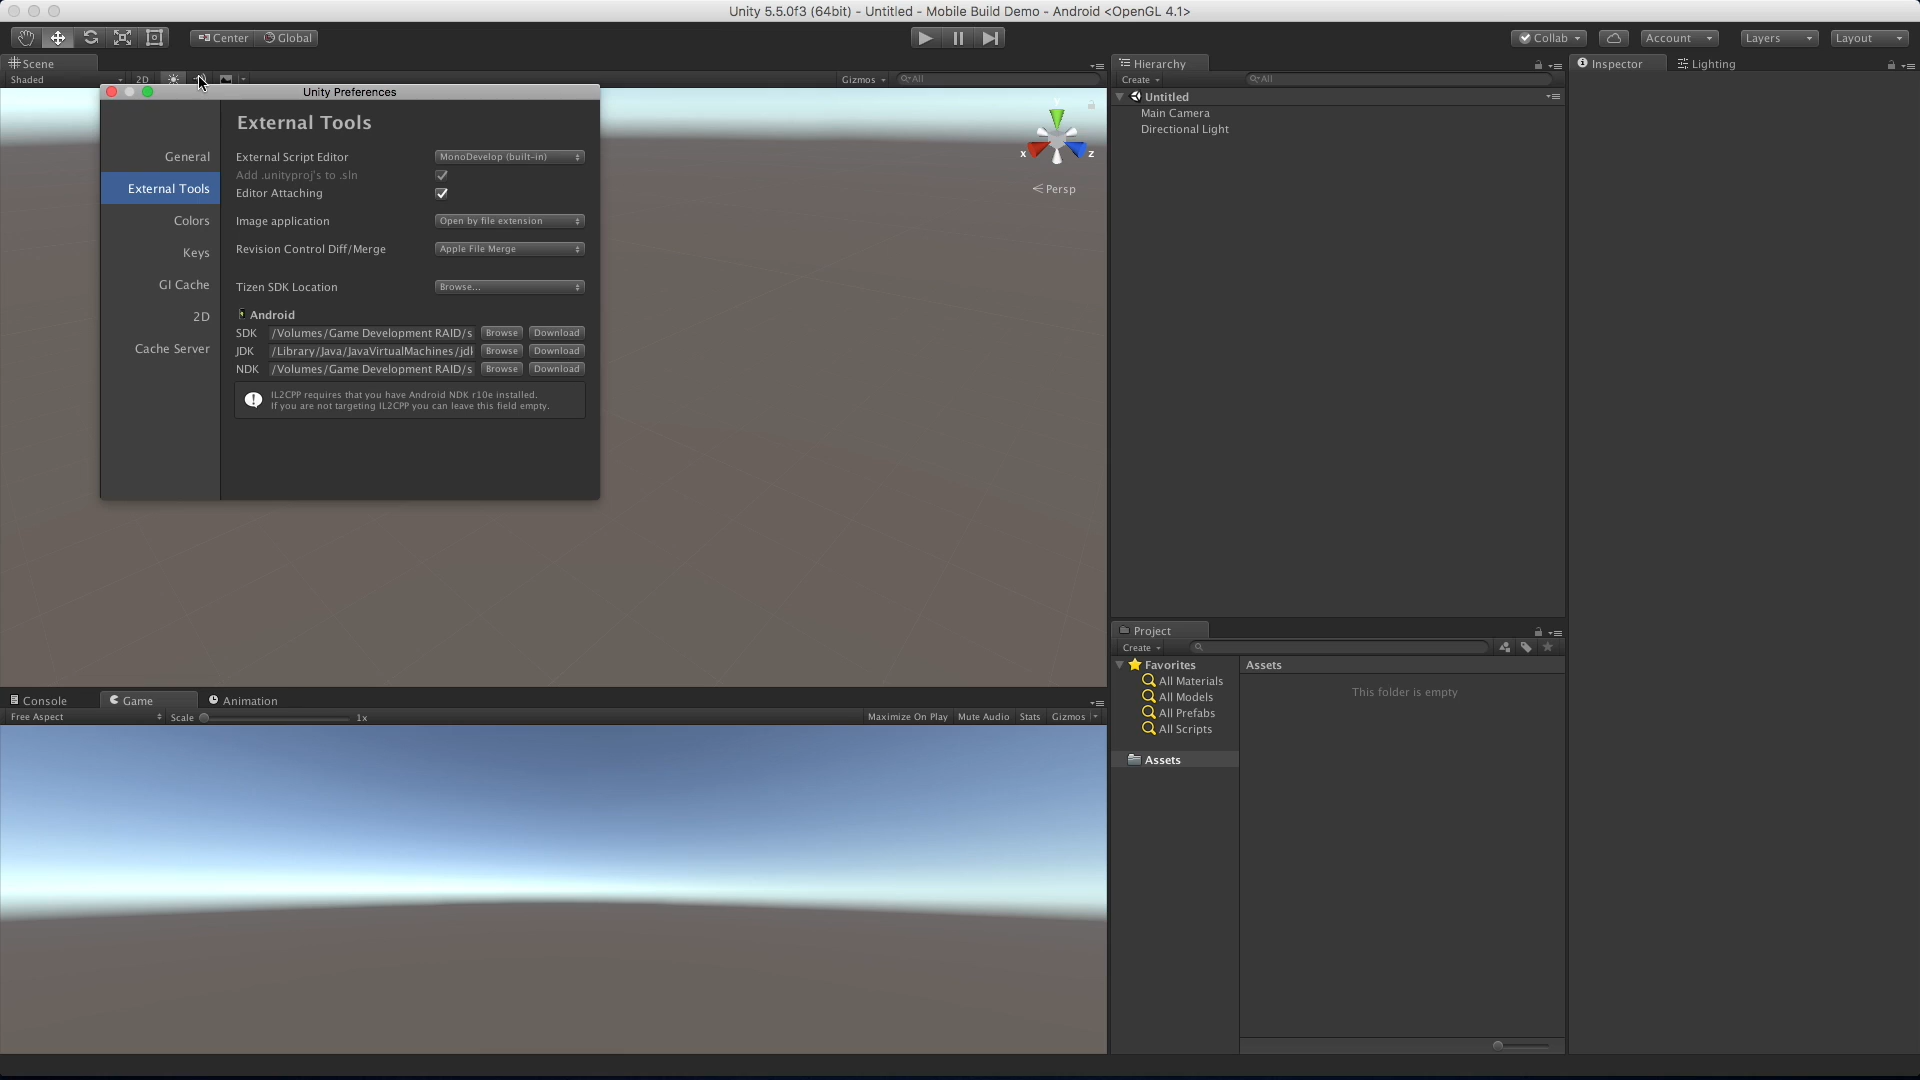 Unity 5.5.0f3 (64bit) - Untitled - Mobile Build Demo - Android <OpenGL 4.1>
Center
Global
Collab
Account
Layers
Layout
Scene
Shaded
2D
Gizmos
All
Unity Preferences
General
External Tools
Colors
Keys
GI Cache
2D
Cache Server
External Tools
External Script Editor
MonoDevelop (built-in)
Add .unityproj's to .sln
Editor Attaching
Image application
Open by file extension
Revision Control Diff/Merge
Apple File Merge
Tizen SDK Location
Browse...
Android
SDK /Volumes/Game Development RAID/s Browse Download
JDK /Library/Java/JavaVirtualMachines/jdl Browse Download
NDK /Volumes/Game Development RAID/s Browse Download
IL2CPP requires that you have Android NDK r10e installed.
If you are not targeting IL2CPP you can leave this field empty.
x
z
Persp
Hierarchy
Create
All
Untitled
Main Camera
Directional Light
Inspector
Lighting
Console
Game
Animation
Free Aspect
Scale
1x
Maximize On Play
Mute Audio
Stats
Gizmos
Project
Create
Favorites
All Materials
All Models
All Prefabs
All Scripts
Assets
Assets
This folder is empty